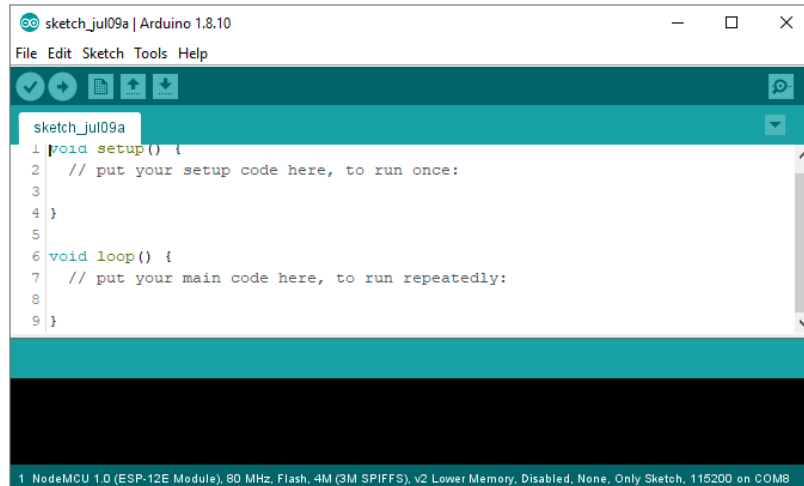 sketch_jul09a | Arduino 1.8.10
File Edit Sketch Tools Help
sketch_jul09a
1 void setup() {
2   // put your setup code here, to run once:
3
4 }
5
6 void loop() {
7   // put your main code here, to run repeatedly:
8
9 }
1 NodeMCU 1.0 (ESP-12E Module), 80 MHz, Flash, 4M (3M SPIFFS), v2 Lower Memory, Disabled, None, Only Sketch, 115200 on COM8